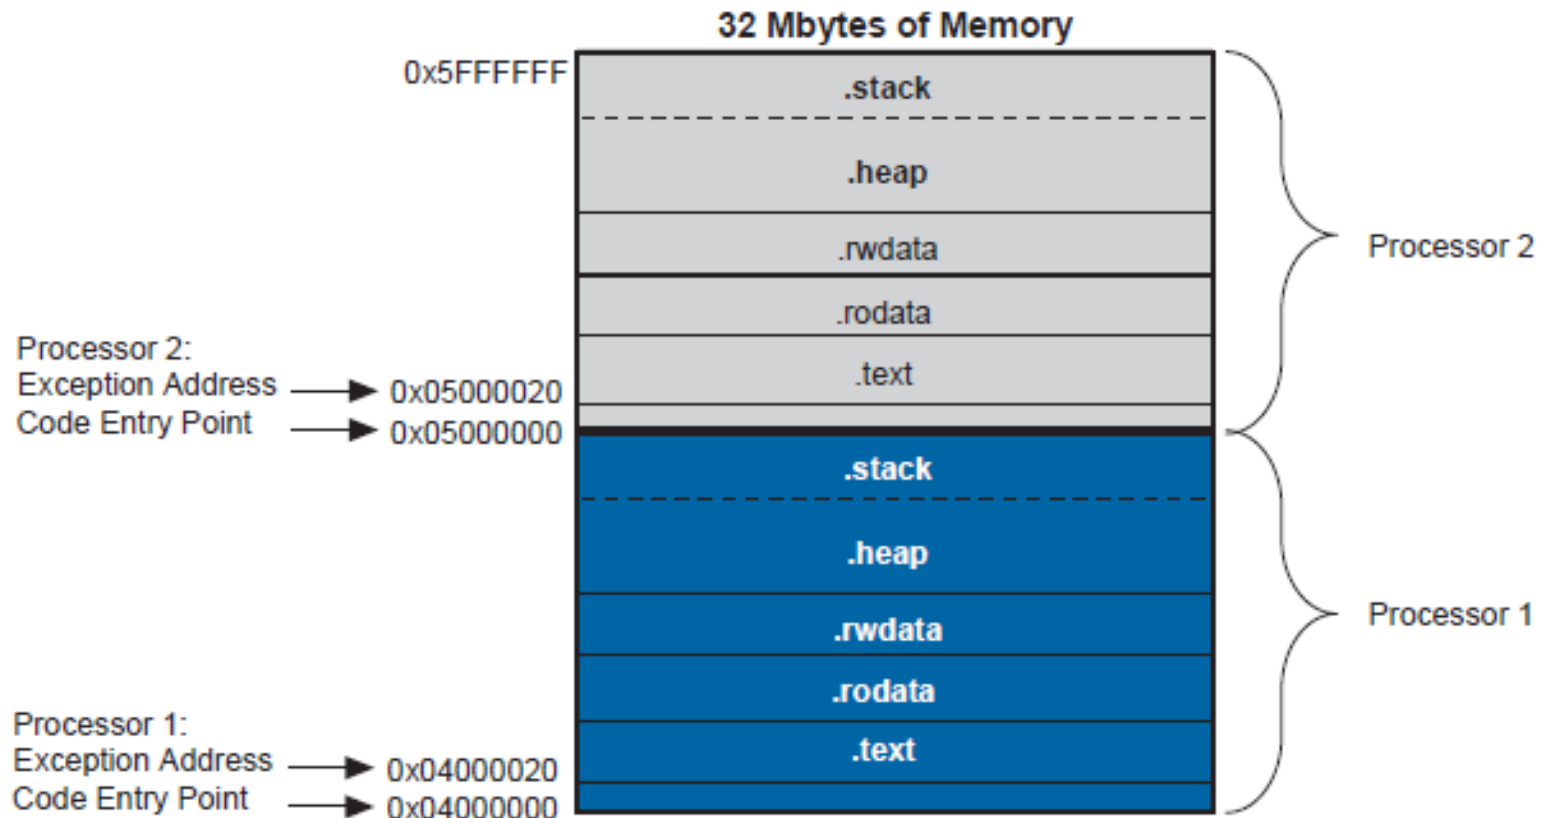 32 Mbytes of Memory
0x5FFFFFF
.stack
.heap
.rwdata
.rodata
.text
Processor 2
Processor 2:
Exception Address
0x05000020
Code Entry Point
0x05000000
.stack
.heap
.rwdata
.rodata
.text
Processor 1
Processor 1:
Exception Address
0x04000020
Code Entry Point
0x04000000